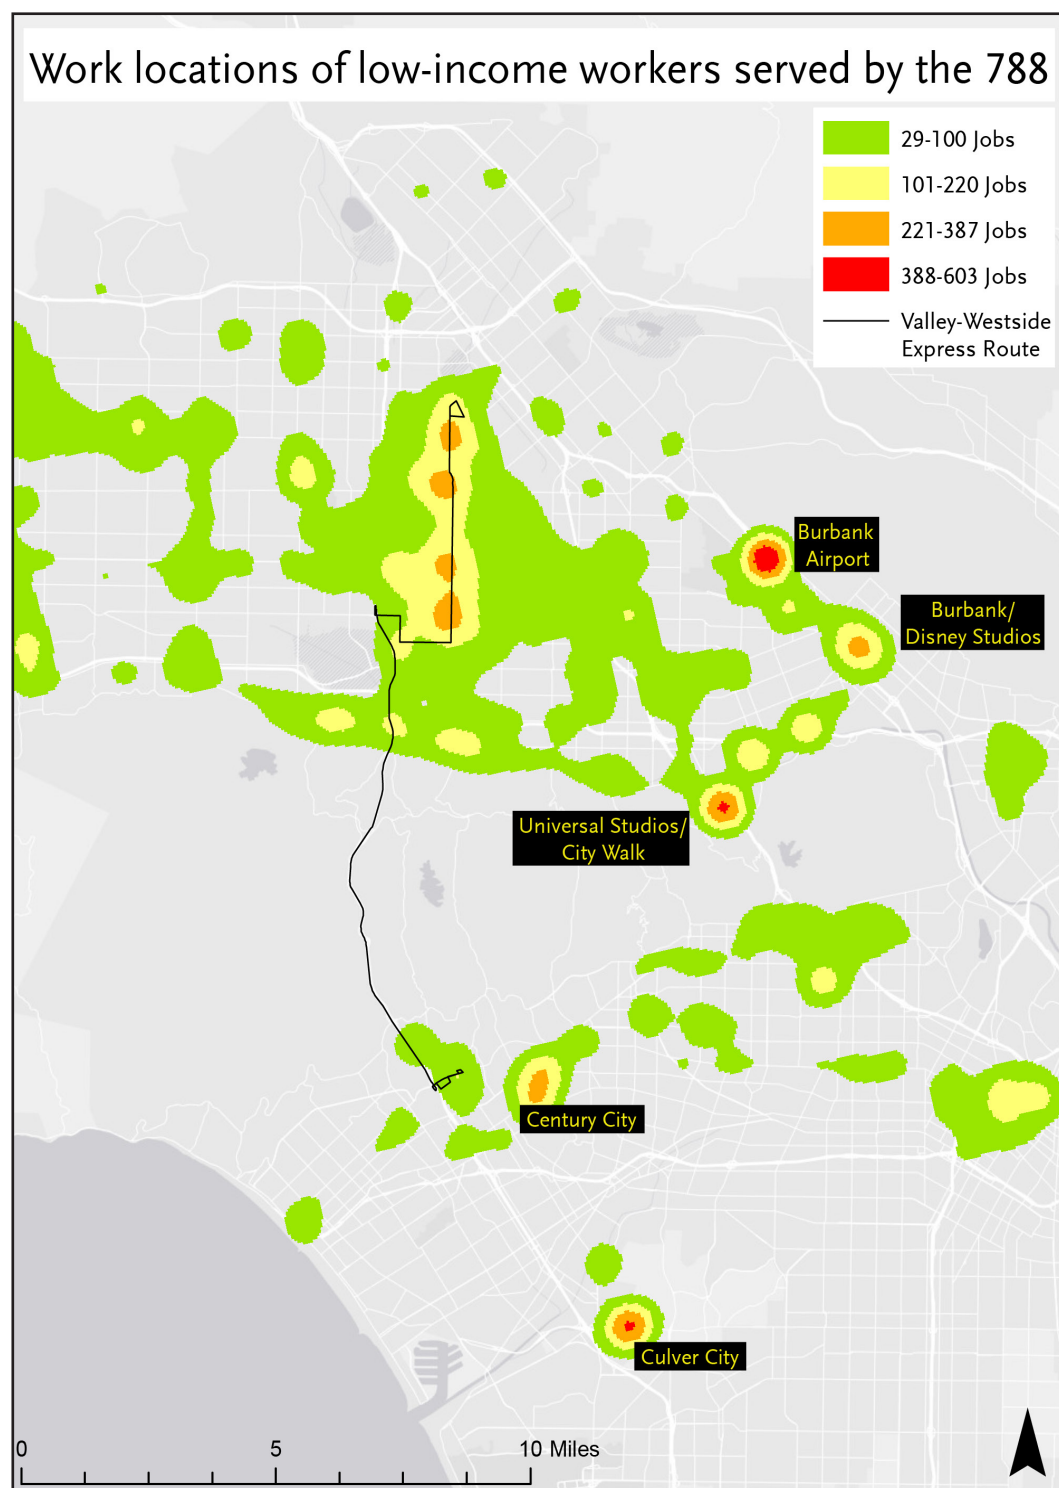 Work locations of low-income workers served by the 788
29-100 Jobs
101-220 Jobs
221-387 Jobs
388-603 Jobs
Valley-Westside
Express Route
Burbank
Airport
Burbank/
Disney Studios
Universal Studios/
City Walk
Century City
Culver City
0 5 10 Miles